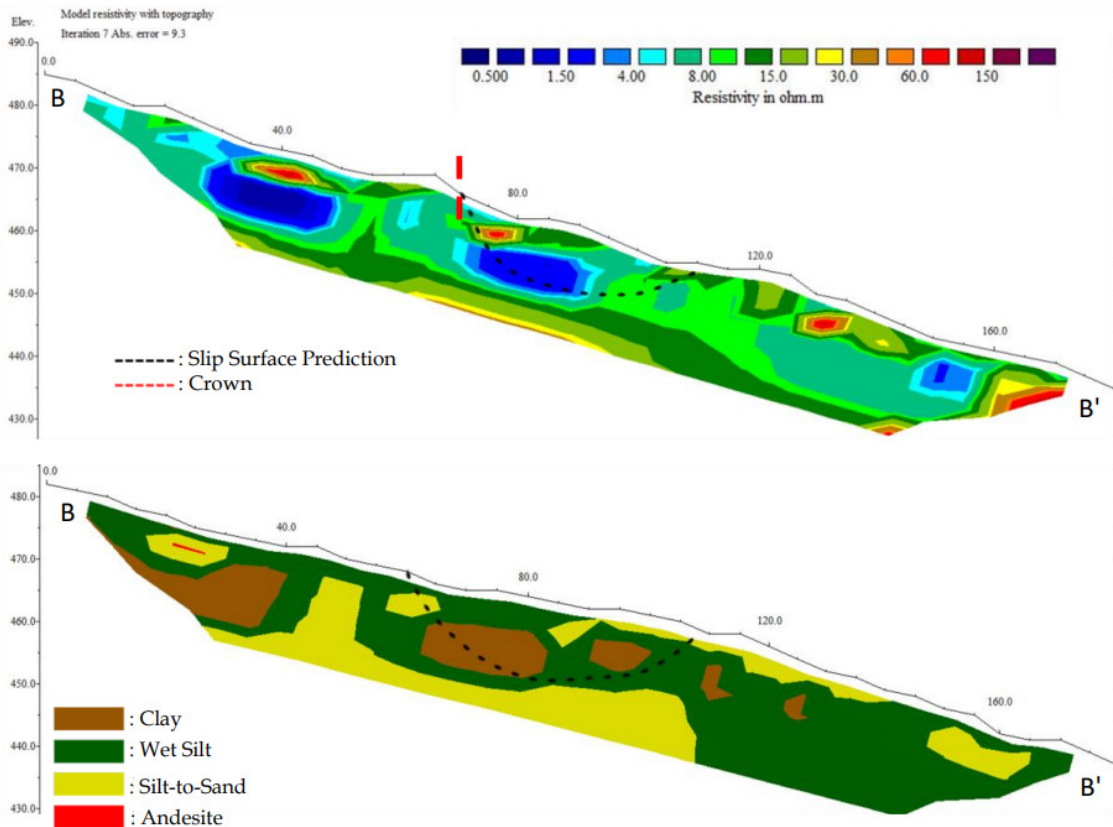 Model resistivity with topography
Elev.
Iteration 7 Abs. error = 9.3
490.0
0.0
480.0
B
470.0
460.0
450.0
440.0
430.0
40.0
80.0
120.0
160.0
B'
0.500 1.50 4.00 8.00 15.0 30.0 60.0 150
Resistivity in ohm.m
: Slip Surface Prediction
: Crown
0.0
480.0
B
470.0
460.0
450.0
440.0
430.0
40.0
80.0
120.0
160.0
B'
: Clay
: Wet Silt
: Silt-to-Sand
: Andesite